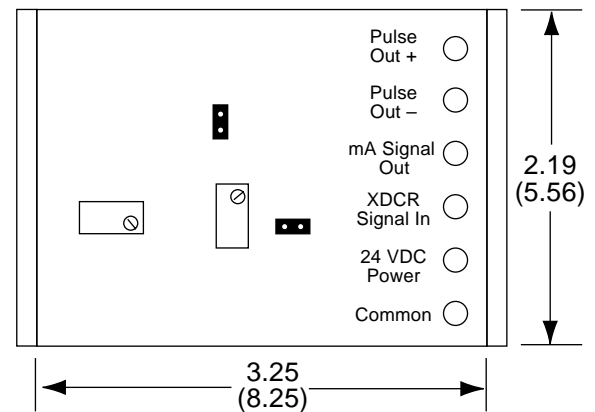 Pulse
Out +
Pulse
Out –
mA Signal
Out
XDCR
Signal In
24 VDC
Power
Common
2.19
(5.56)
3.25
(8.25)